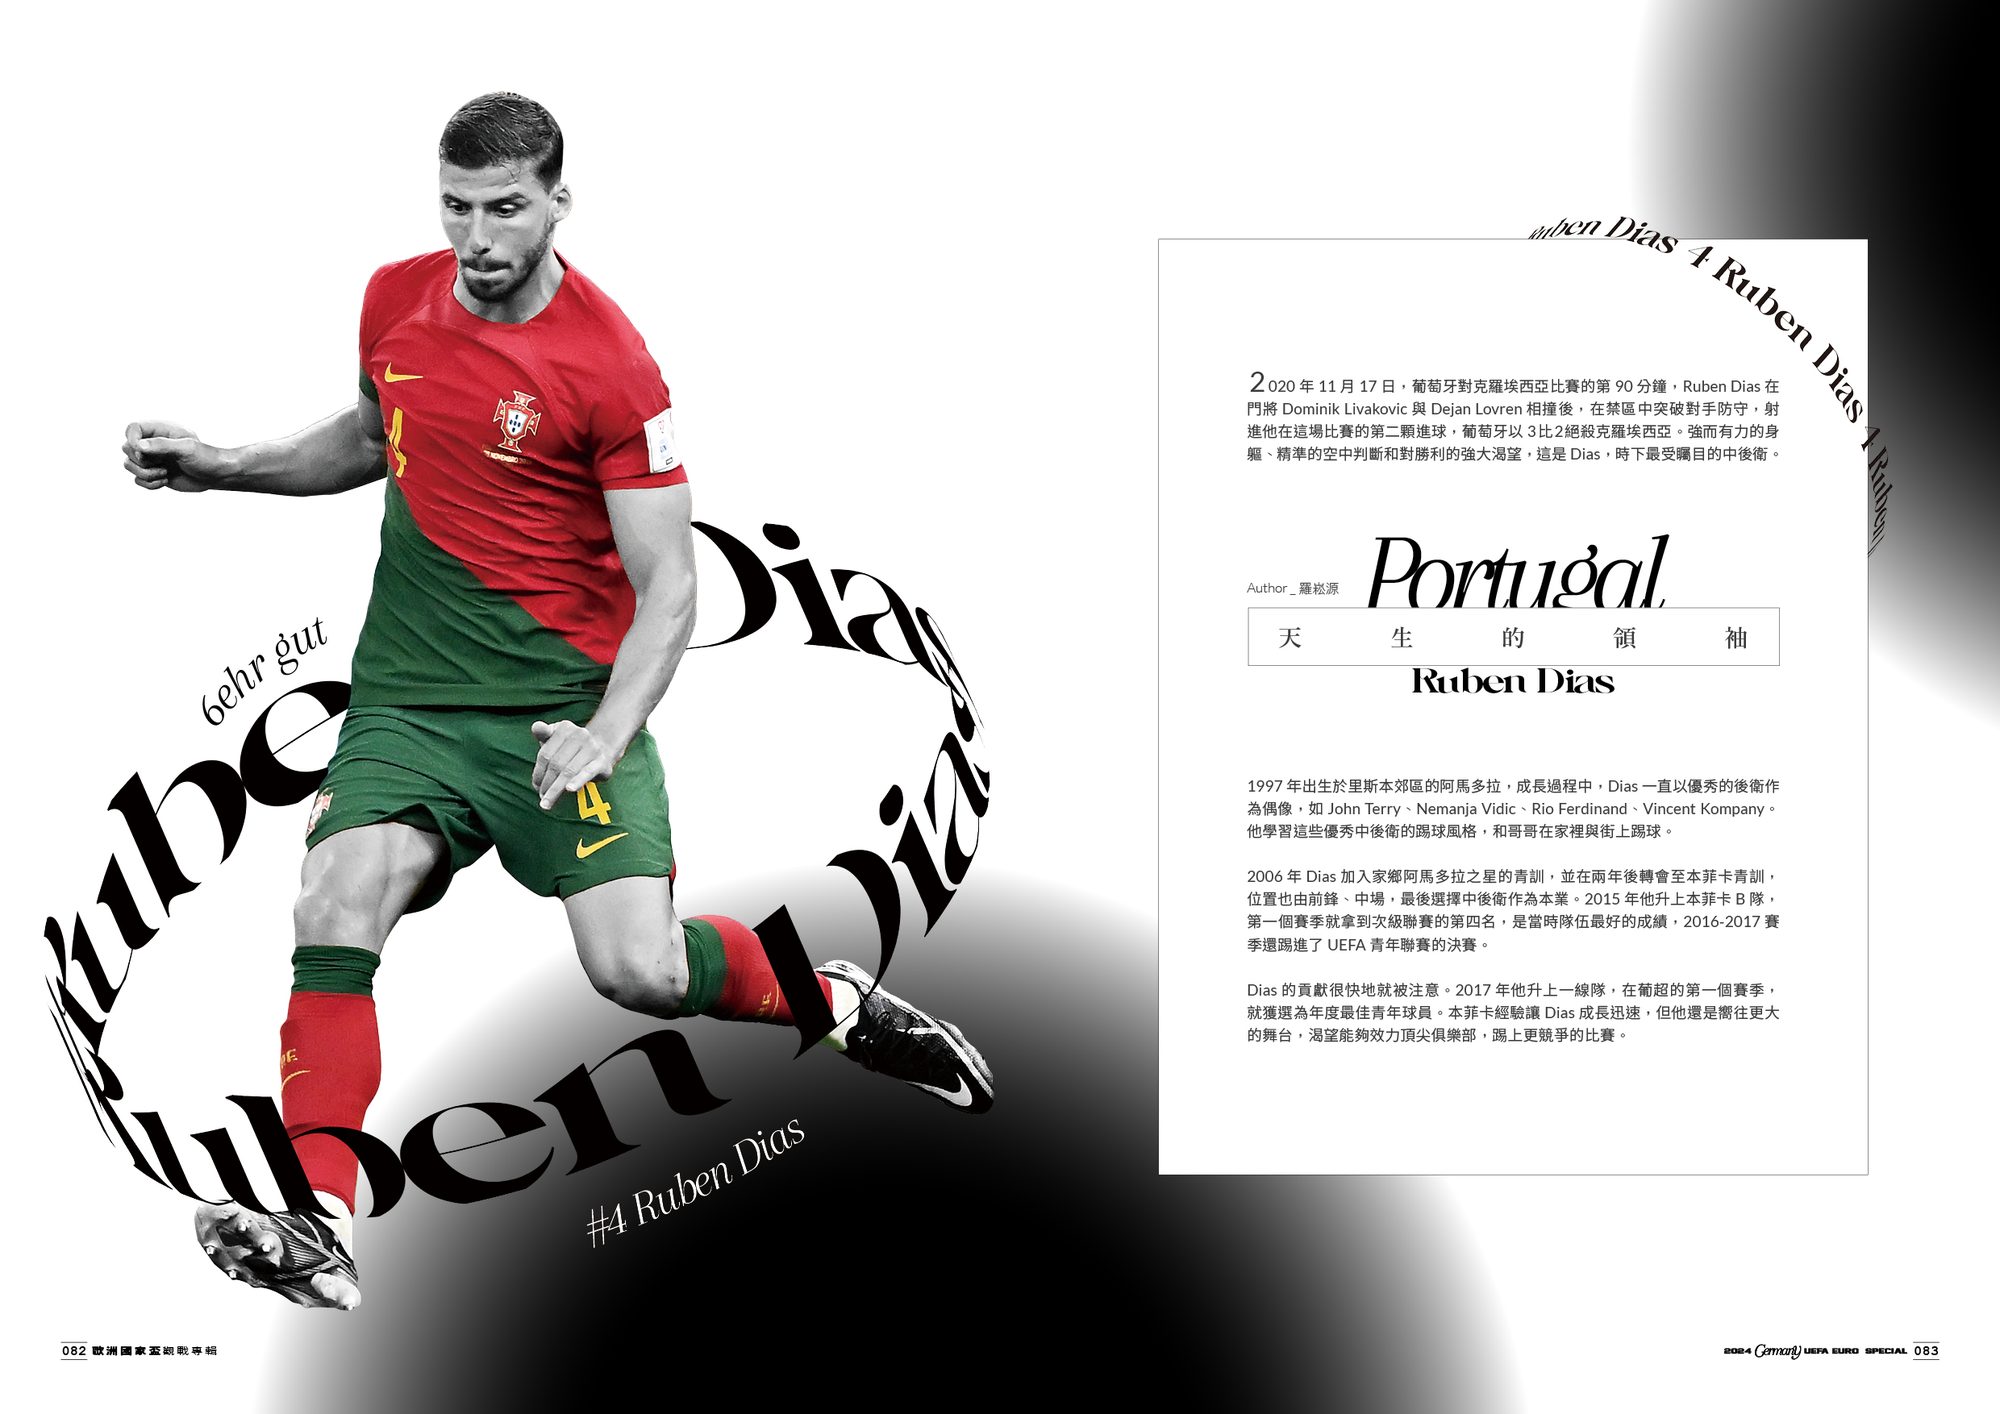 Ruben Dias
6ehr gut
Ruben Dias
#4 Ruben Dias
4
4
082 歐洲國家盃觀戰專輯
Ruben Dias 4 Ruben Dias 4 Ruben
2020 年 11 月 17 日，葡萄牙對克羅埃西亞比賽的第 90 分鐘，Ruben Dias 在
門將 Dominik Livakovic 與 Dejan Lovren 相撞後，在禁區中突破對手防守，射
進他在這場比賽的第二顆進球，葡萄牙以 3比2絕殺克羅埃西亞。強而有力的身
軀、精準的空中判斷和對勝利的強大渴望，這是 Dias，時下最受矚目的中後衛。
Author _ 羅崧源
Portugal
天生的領袖
Ruben Dias
1997 年出生於里斯本郊區的阿馬多拉，成長過程中，Dias 一直以優秀的後衛作
為偶像，如 John Terry、Nemanja Vidic、Rio Ferdinand、Vincent Kompany。
他學習這些優秀中後衛的踢球風格，和哥哥在家裡與街上踢球。
2006 年 Dias 加入家鄉阿馬多拉之星的青訓，並在兩年後轉會至本菲卡青訓，
位置也由前鋒、中場，最後選擇中後衛作為本業。2015 年他升上本菲卡 B 隊，
第一個賽季就拿到次級聯賽的第四名，是當時隊伍最好的成績，2016-2017 賽
季還踢進了 UEFA 青年聯賽的決賽。
Dias 的貢獻很快地就被注意。2017 年他升上一線隊，在葡超的第一個賽季，
就獲選為年度最佳青年球員。本菲卡經驗讓 Dias 成長迅速，但他還是嚮往更大
的舞台，渴望能夠效力頂尖俱樂部，踢上更競爭的比賽。
2024 Germany UEFA EURO SPECIAL 083